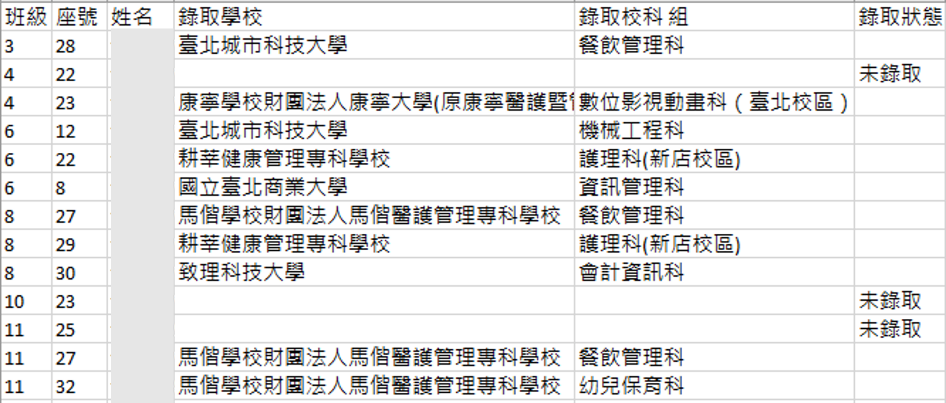 班級 座號 姓名 錄取學校 錄取校科 組 錄取狀態
3 28 臺北城市科技大學 餐飲管理科
4 22 未錄取
4 23 康寧學校財團法人康寧大學(原康寧醫護暨 數位影視動畫科（臺北校區）
6 12 臺北城市科技大學 機械工程科
6 22 耕莘健康管理專科學校 護理科(新店校區)
6 8 國立臺北商業大學 資訊管理科
8 27 馬偕學校財團法人馬偕醫護管理專科學校 餐飲管理科
8 29 耕莘健康管理專科學校 護理科(新店校區)
8 30 致理科技大學 會計資訊科
10 23 未錄取
11 25 未錄取
11 27 馬偕學校財團法人馬偕醫護管理專科學校 餐飲管理科
11 32 馬偕學校財團法人馬偕醫護管理專科學校 幼兒保育科